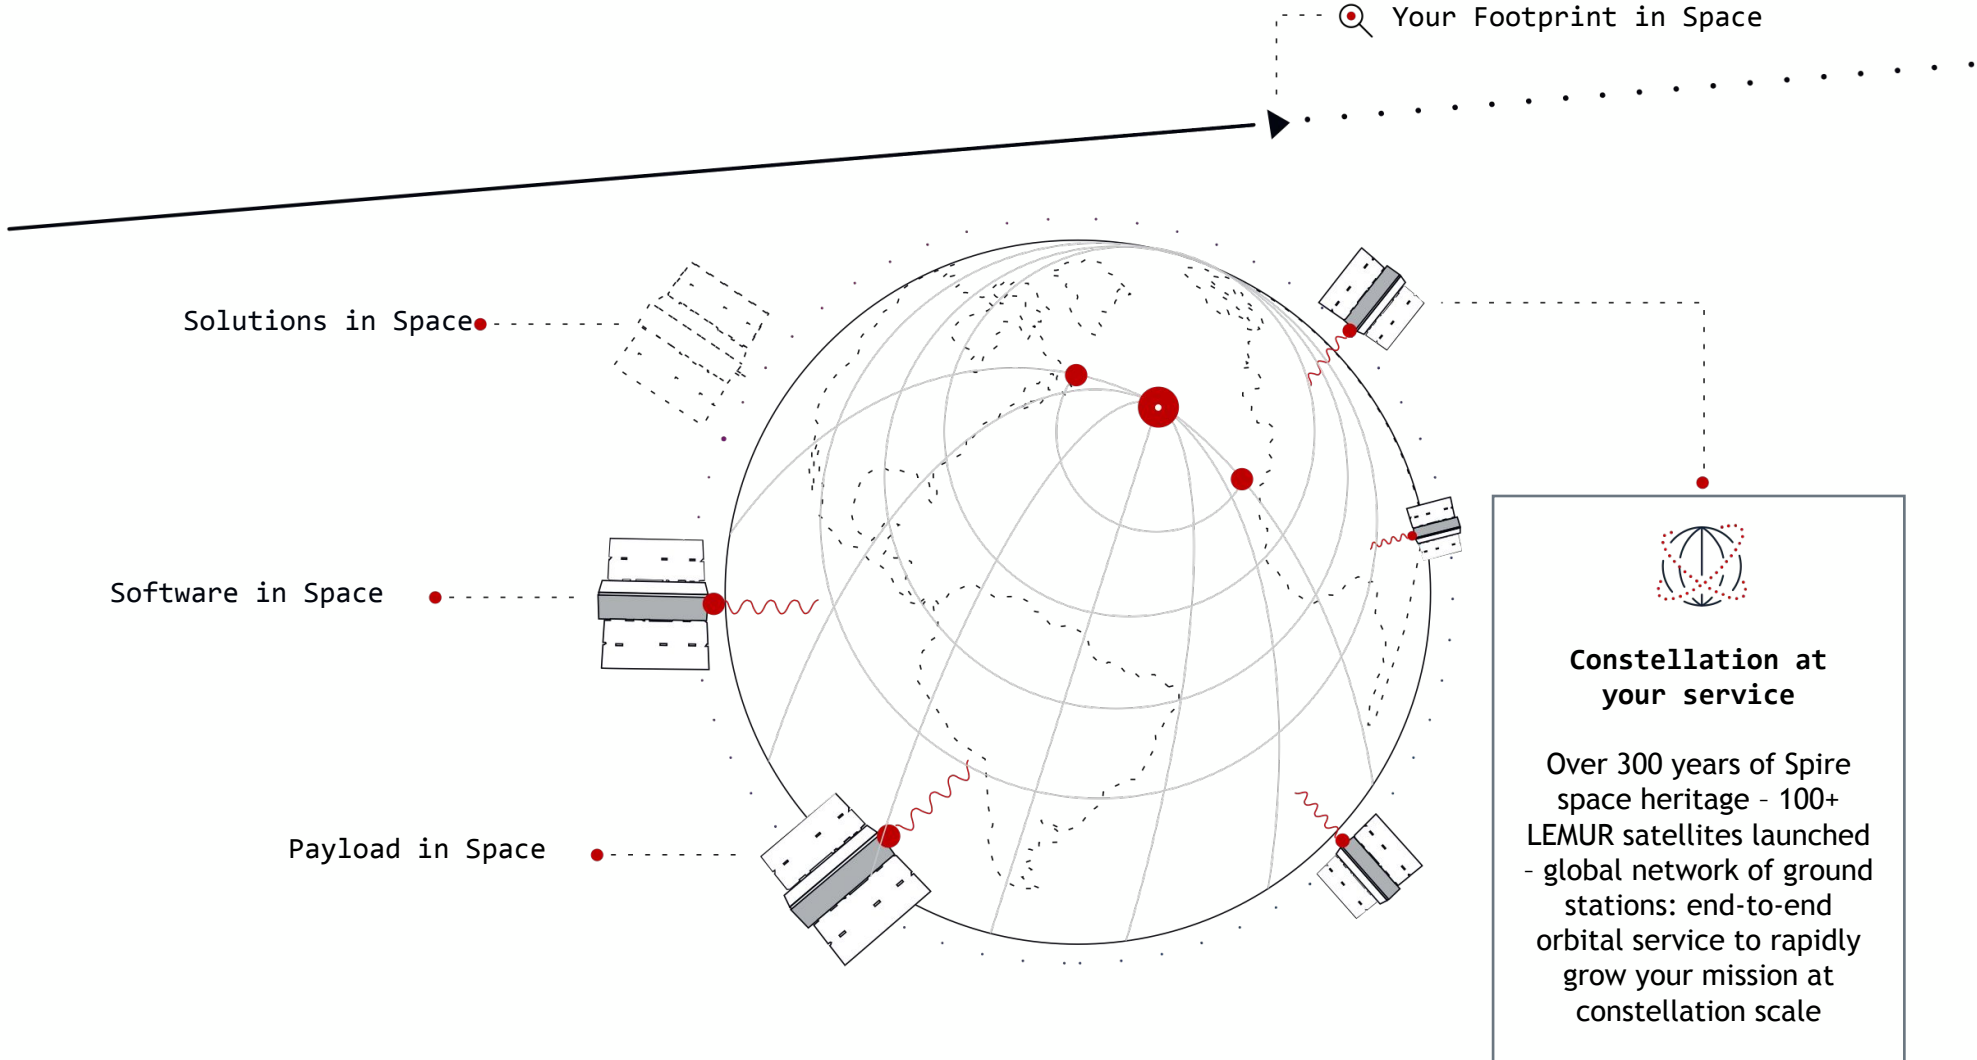 Your Footprint in Space
Solutions in Space
Software in Space
Payload in Space
Constellation at
your service
Over 300 years of Spire
space heritage – 100+
LEMUR satellites launched
– global network of ground
stations: end-to-end
orbital service to rapidly
grow your mission at
constellation scale